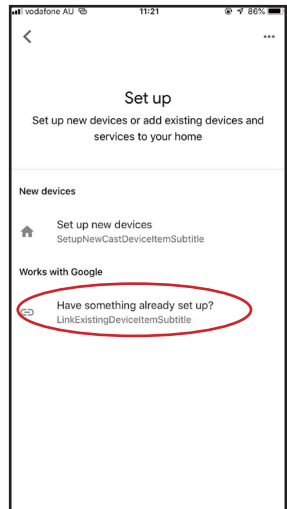 vodafone AU 11:21 86%
Set up
Set up new devices or add existing devices and
services to your home
New devices
Set up new devices
SetupNewCastDeviceItemSubtitle
Works with Google
Have something already set up?
LinkExistingDeviceItemSubtitle